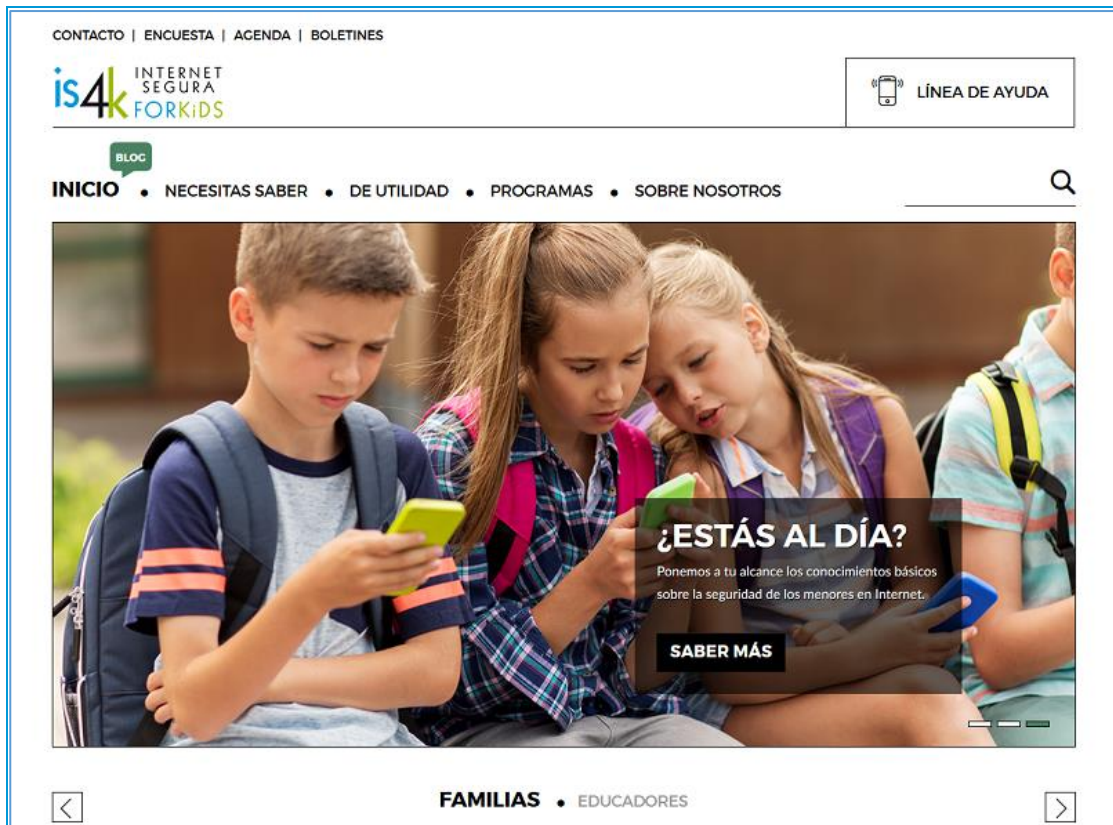 CONTACTO | ENCUESTA | AGENDA | BOLETINES
is4k INTERNET
SEGURA
FORKiDS
LÍNEA DE AYUDA
BLOG
INICIO • NECESITAS SABER • DE UTILIDAD • PROGRAMAS • SOBRE NOSOTROS
¿ESTÁS AL DÍA?
Ponemos a tu alcance los conocimientos básicos
sobre la seguridad de los menores en Internet.
SABER MÁS
FAMILIAS • EDUCADORES